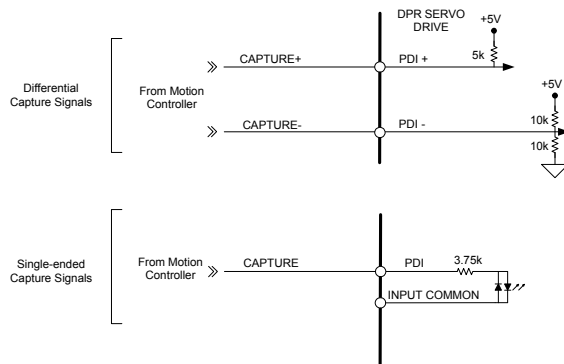 DPR SERVO
DRIVE
+5V
CAPTURE+
PDI +
5k
Differential
Capture Signals
From Motion
Controller
+5V
CAPTURE-
PDI -
10k
10k
Single-ended
Capture Signals
From Motion
Controller
CAPTURE
PDI
3.75k
INPUT COMMON